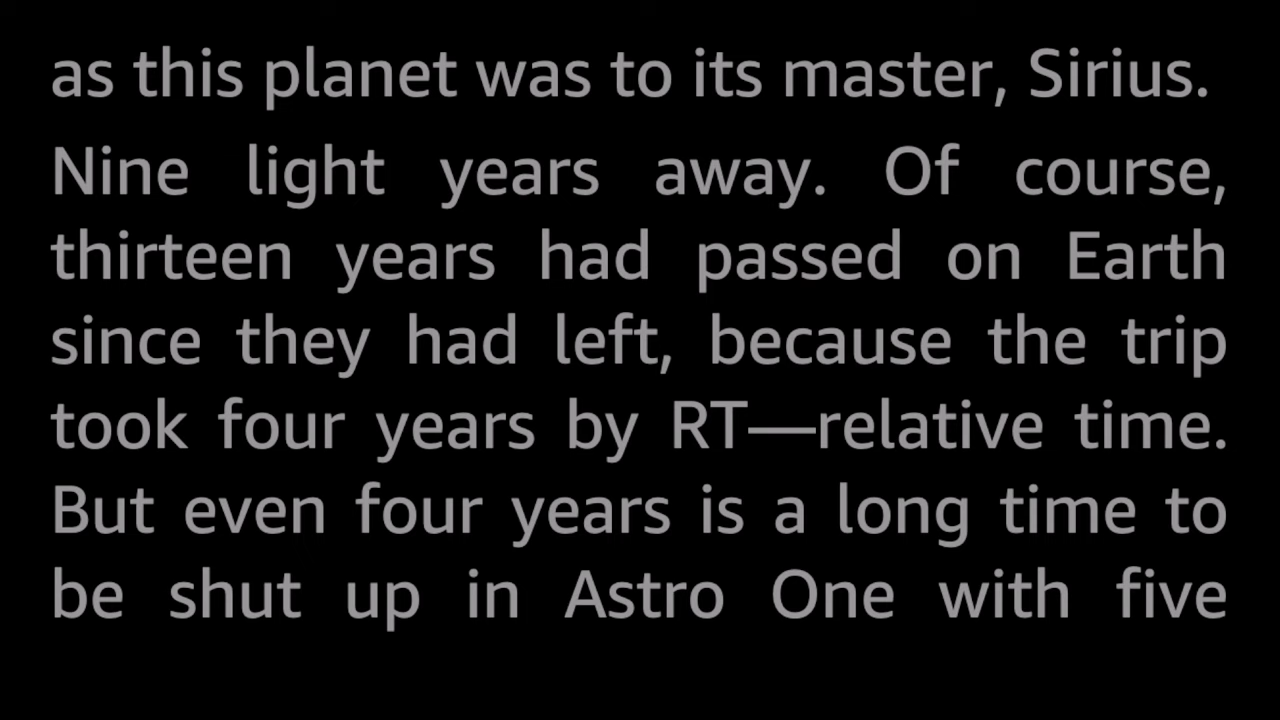 as this planet was to its master, Sirius.
Nine light years away. Of course,
thirteen years had passed on Earth
since they had left, because the trip
took four years by RT—relative time.
But even four years is a long time to
be shut up in Astro One with five